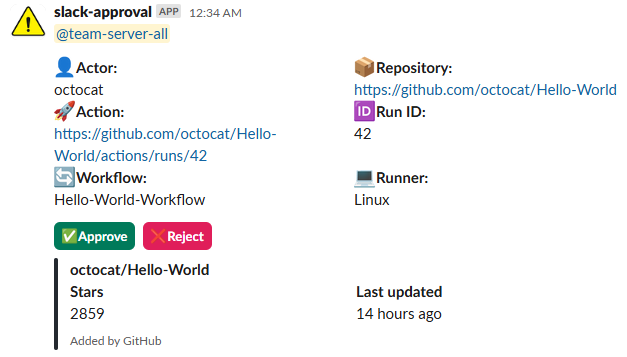 slack-approval APP 12:34 AM
@team-server-all
Actor:
octocat
Repository:
https://github.com/octocat/Hello-World
Action:
https://github.com/octocat/Hello-
World/actions/runs/42
ID Run ID:
42
Workflow:
Hello-World-Workflow
Runner:
Linux
Approve Reject
octocat/Hello-World
Stars
2859
Last updated
14 hours ago
Added by GitHub